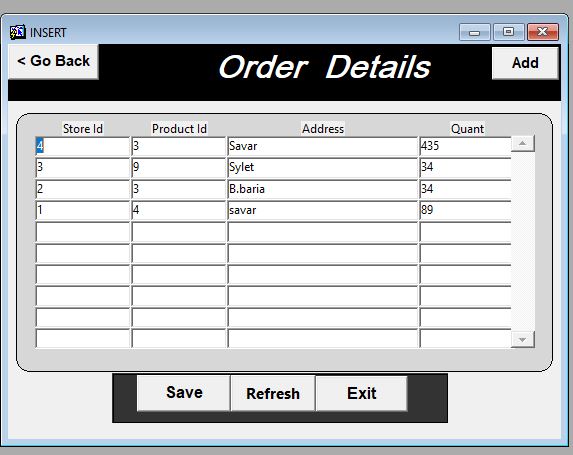 INSERT
< Go Back Order Details Add
Store Id Product Id Address Quant
4 3 Savar 435
3 9 Sylet 34
2 3 B.baria 34
1 4 savar 89
Save Refresh Exit